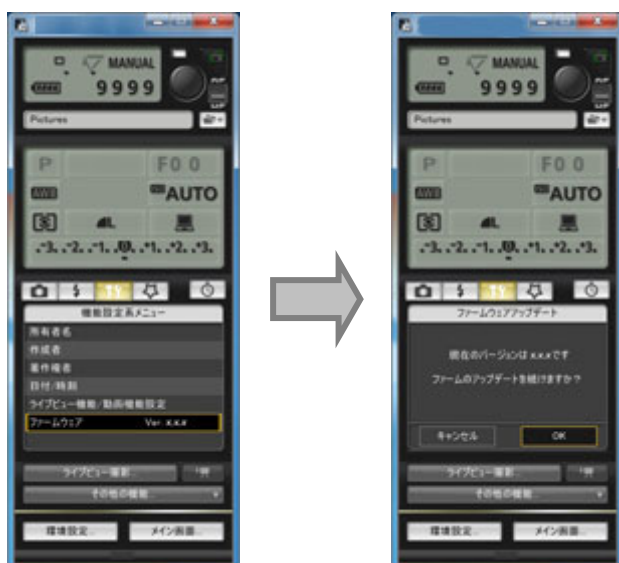 MANUAL
9999
Pictures
P F00
AWB AUTO
L
-3..-2..-1..0..+1..+2..+3.
機能設定系メニュー
所有者名
作成者
著作権者
日付/時刻
ライブビュー機能/動画機能設定
ファームウェア Ver. x.x.x
ライブビュー撮影...
その他の機能...
環境設定... メイン画面...
MANUAL
9999
Pictures
P F00
AWB AUTO
L
-3..-2..-1..0..+1..+2..+3.
ファームウェアアップデート
現在のバージョンは x.x.x です
ファームのアップデートを続けますか？
キャンセル OK
ライブビュー撮影...
その他の機能...
環境設定... メイン画面...